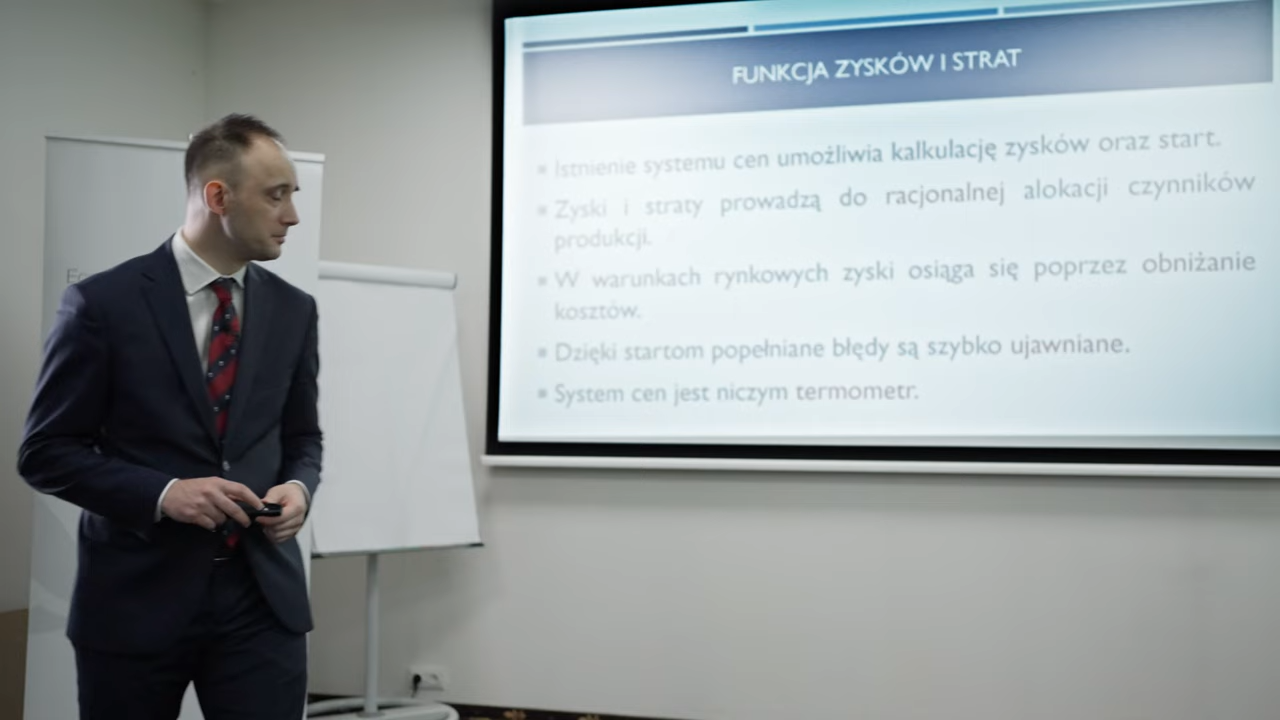 FUNKCJA ZYSKÓW I STRAT
▪ Istnienie systemu cen umożliwia kalkulację zysków oraz start.
▪ Zyski i straty prowadzą do racjonalnej alokacji czynników
produkcji.
▪ W warunkach rynkowych zyski osiąga się poprzez obniżanie
kosztów.
▪ Dzięki startom popełniane błędy są szybko ujawniane.
▪ System cen jest niczym termometr.